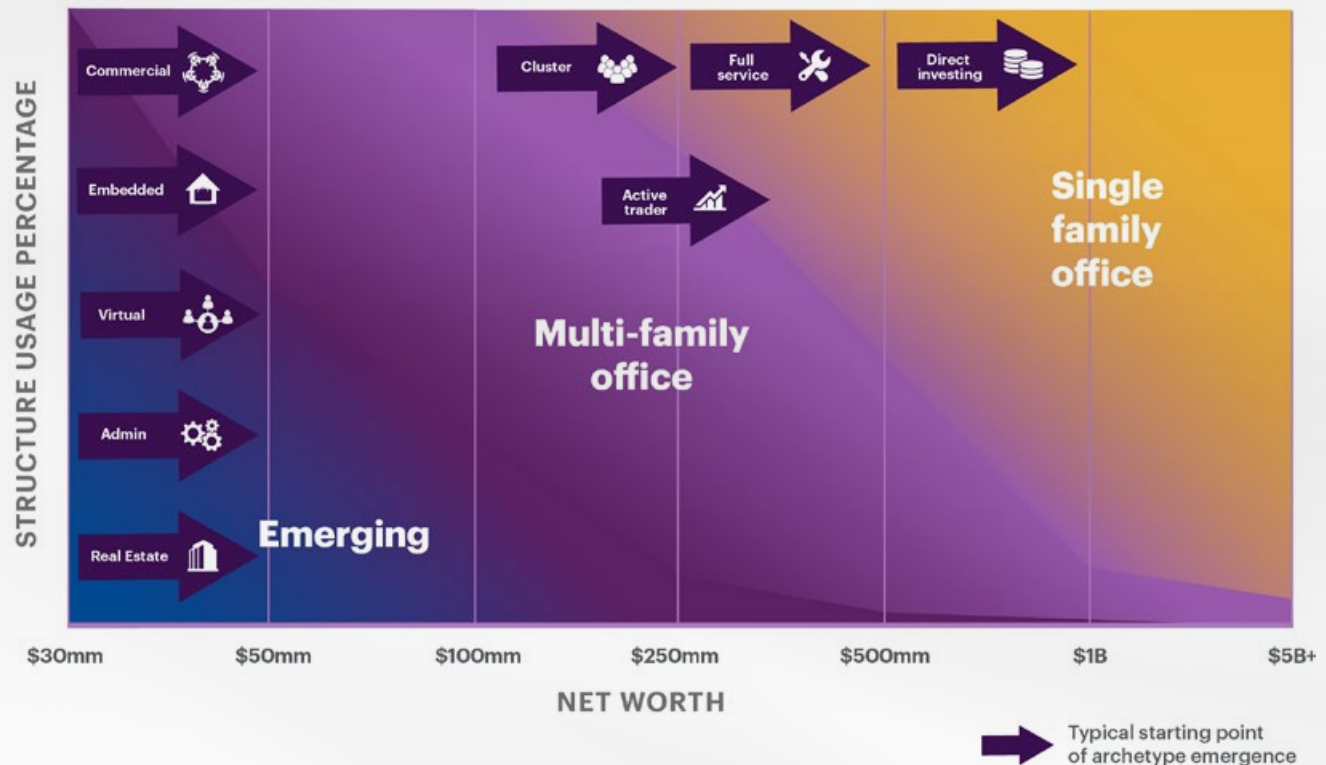 STRUCTURE USAGE PERCENTAGE
Commercial
Cluster
Full
service
Direct
investing
Embedded
Active
trader
Single
family
office
Virtual
Multi-family
office
Admin
Emerging
Real Estate
$30mm $50mm $100mm $250mm $500mm $1B $5B+
NET WORTH
Typical starting point
of archetype emergence